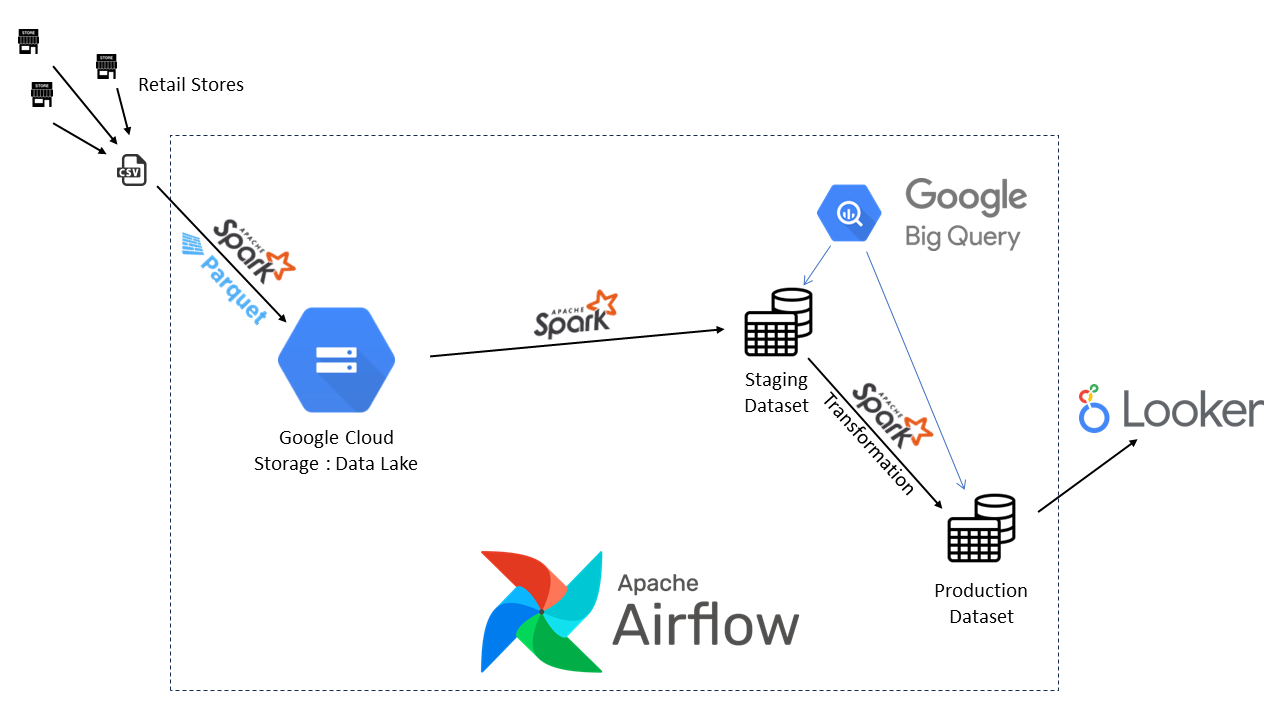 STORE
STORE
STORE
Retail Stores
CSV
APACHE
Spark
Parquet
Google
Big Query
APACHE
Spark
Staging
Dataset
APACHE
Spark
Transformation
Looker
Google Cloud
Storage : Data Lake
Apache
Airflow
Production
Dataset